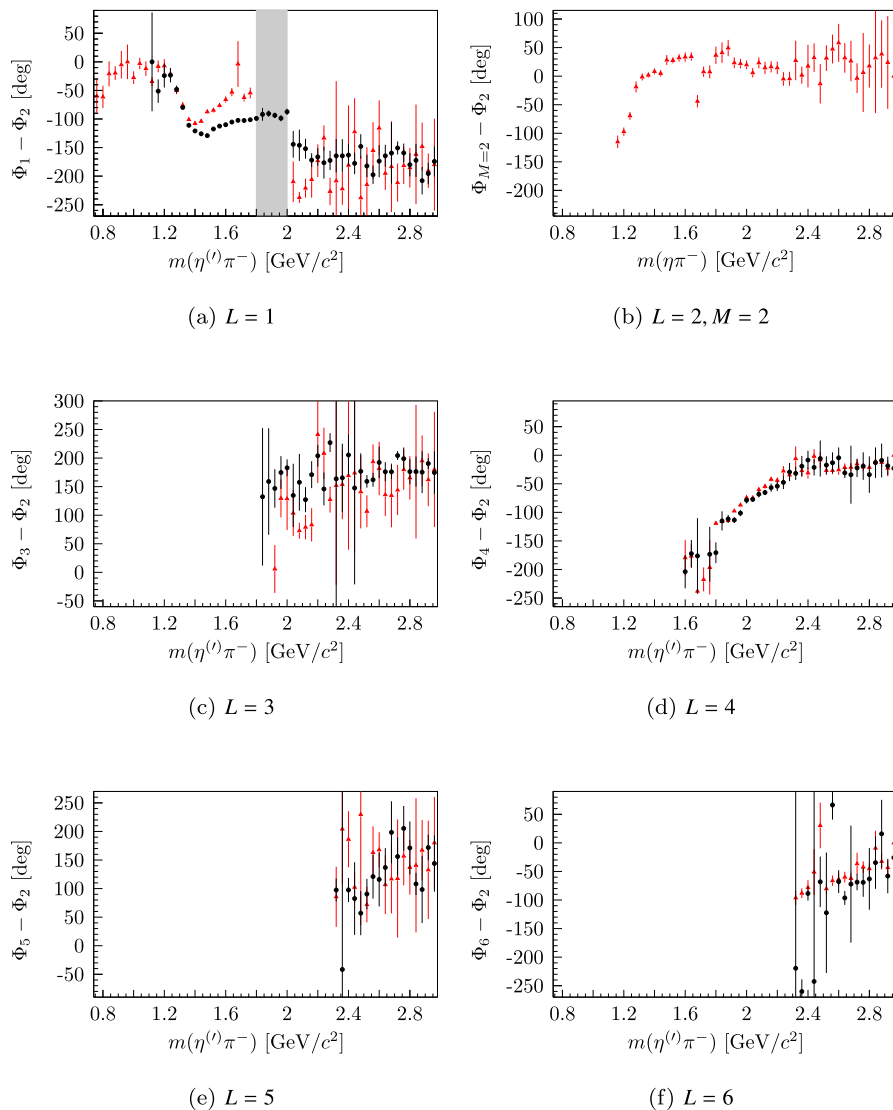 50
0
-50
-100
-150
-200
-250
Φ₁ − Φ₂ [deg]
0.8 1.2 1.6 2 2.4 2.8
m(η⁽′⁾π⁻) [GeV/c²]
(a) L = 1
100
50
0
-50
-100
-150
200
Φ_{M=2} − Φ₂ [deg]
0.8 1.2 1.6 2 2.4 2.8
m(ηπ⁻) [GeV/c²]
(b) L = 2, M = 2
300
250
200
150
100
50
0
-50
Φ₃ − Φ₂ [deg]
0.8 1.2 1.6 2 2.4 2.8
m(η⁽′⁾π⁻) [GeV/c²]
(c) L = 3
50
0
-50
-100
-150
-200
-250
Φ₄ − Φ₂ [deg]
0.8 1.2 1.6 2 2.4 2.8
m(η⁽′⁾π⁻) [GeV/c²]
(d) L = 4
250
200
150
100
50
0
-50
Φ₅ − Φ₂ [deg]
0.8 1.2 1.6 2 2.4 2.8
m(η⁽′⁾π⁻) [GeV/c²]
(e) L = 5
50
0
-50
-100
-150
-200
-250
Φ₆ − Φ₂ [deg]
0.8 1.2 1.6 2 2.4 2.8
m(η⁽′⁾π⁻) [GeV/c²]
(f) L = 6